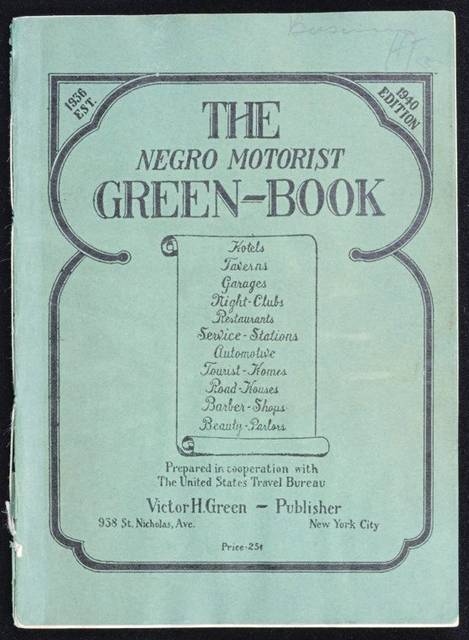 1936
EST.
1940
EDITION
THE
NEGRO MOTORIST
GREEN-BOOK
Hotels
Taverns
Garages
Night-Clubs
Restaurants
Service-Stations
Automotive
Tourist-Homes
Road-Houses
Barber-Shops
Beauty-Parlors
Prepared in cooperation with
The United States Travel Bureau
Victor H. Green – Publisher
938 St. Nicholas, Ave. New York City
Price-25¢